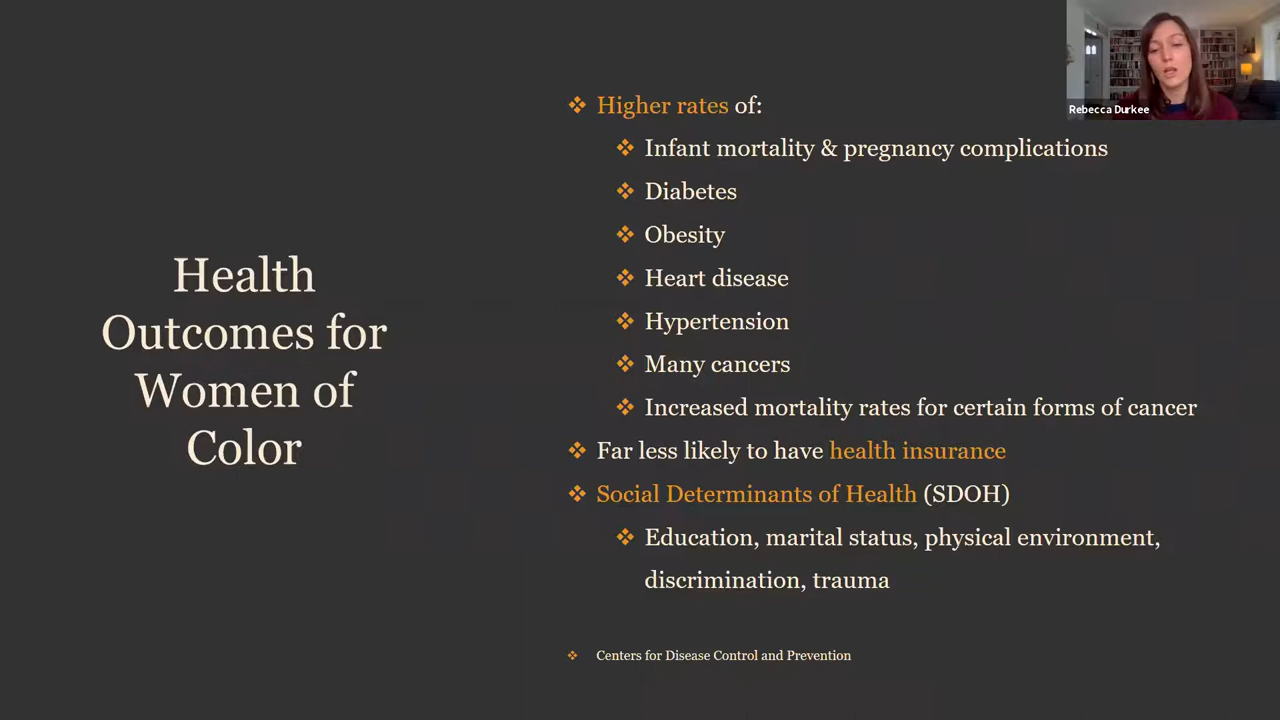 Health
Outcomes for
Women of
Color
❖ Higher rates of:
❖ Infant mortality & pregnancy complications
❖ Diabetes
❖ Obesity
❖ Heart disease
❖ Hypertension
❖ Many cancers
❖ Increased mortality rates for certain forms of cancer
❖ Far less likely to have health insurance
❖ Social Determinants of Health (SDOH)
❖ Education, marital status, physical environment,
discrimination, trauma
❖ Centers for Disease Control and Prevention
Rebecca Durkee